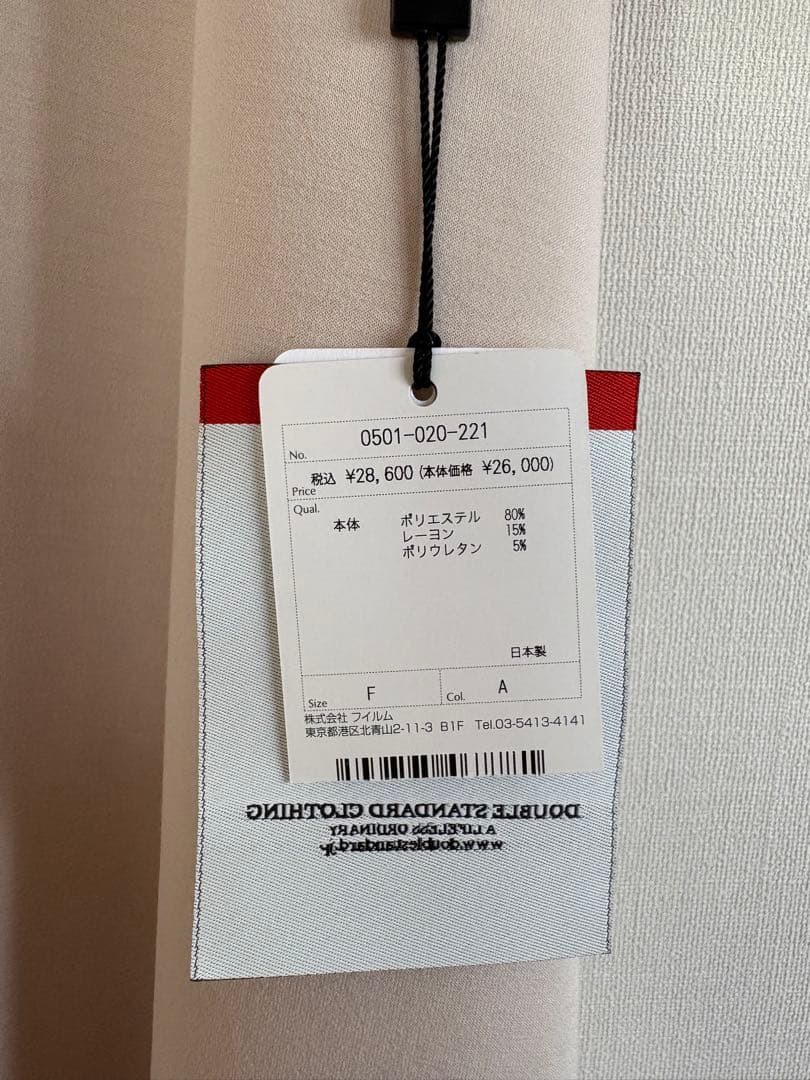 No. 0501-020-221
Price 税込 ¥28,600 (本体価格 ¥26,000)
Qual.
本体 ポリエステル 80%
レーヨン 15%
ポリウレタン 5%
日本製
Size F Col. A
株式会社 フイルム
東京都港区北青山2-11-3 B1F Tel.03-5413-4141
DOUBLE STANDARD CLOTHING
A LIFELESS ORDINARY
www.doublestandard.jp